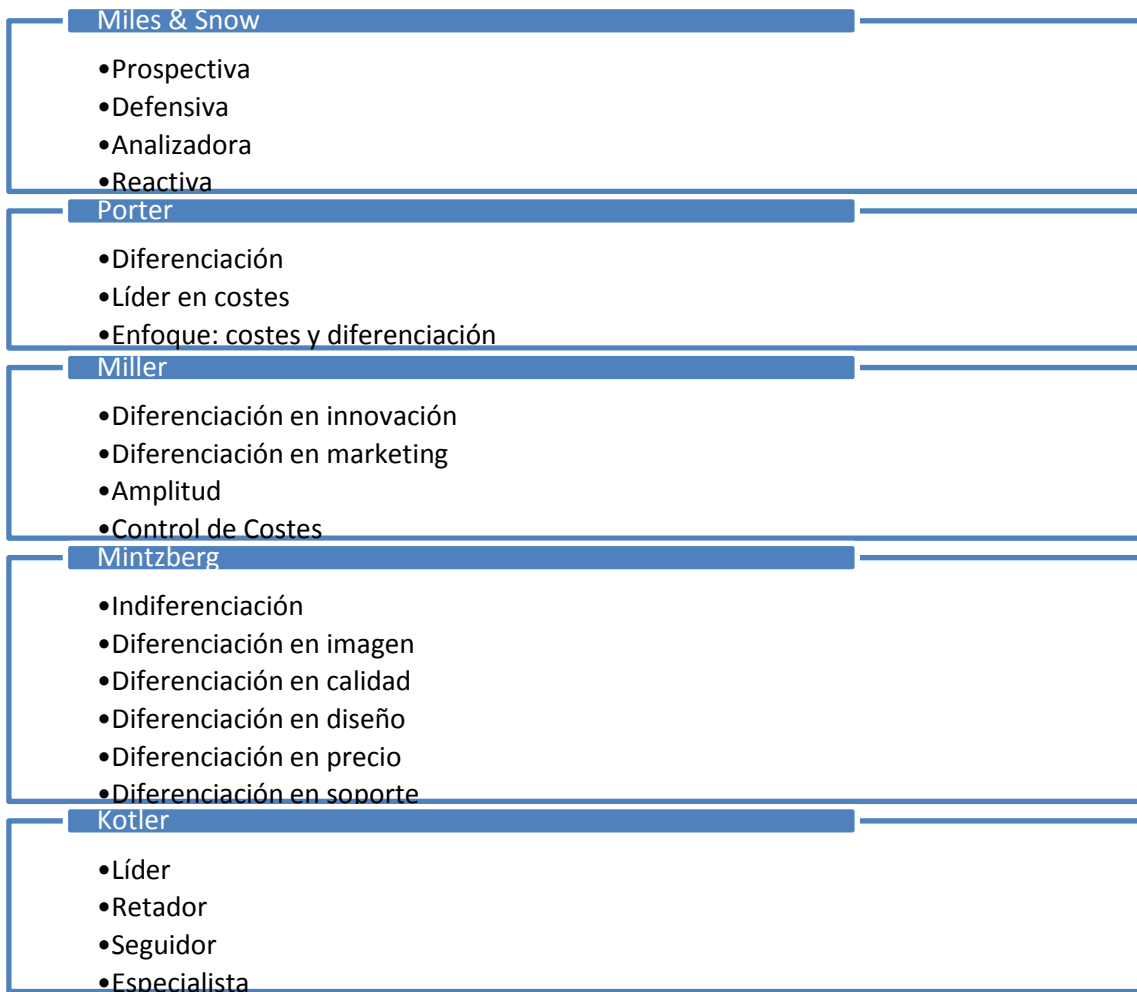 Miles & Snow
•Prospectiva
•Defensiva
•Analizadora
•Reactiva
Porter
•Diferenciación
•Líder en costes
•Enfoque: costes y diferenciación
Miller
•Diferenciación en innovación
•Diferenciación en marketing
•Amplitud
•Control de Costes
Mintzberg
•Indiferenciación
•Diferenciación en imagen
•Diferenciación en calidad
•Diferenciación en diseño
•Diferenciación en precio
•Diferenciación en soporte
Kotler
•Líder
•Retador
•Seguidor
•Especialista